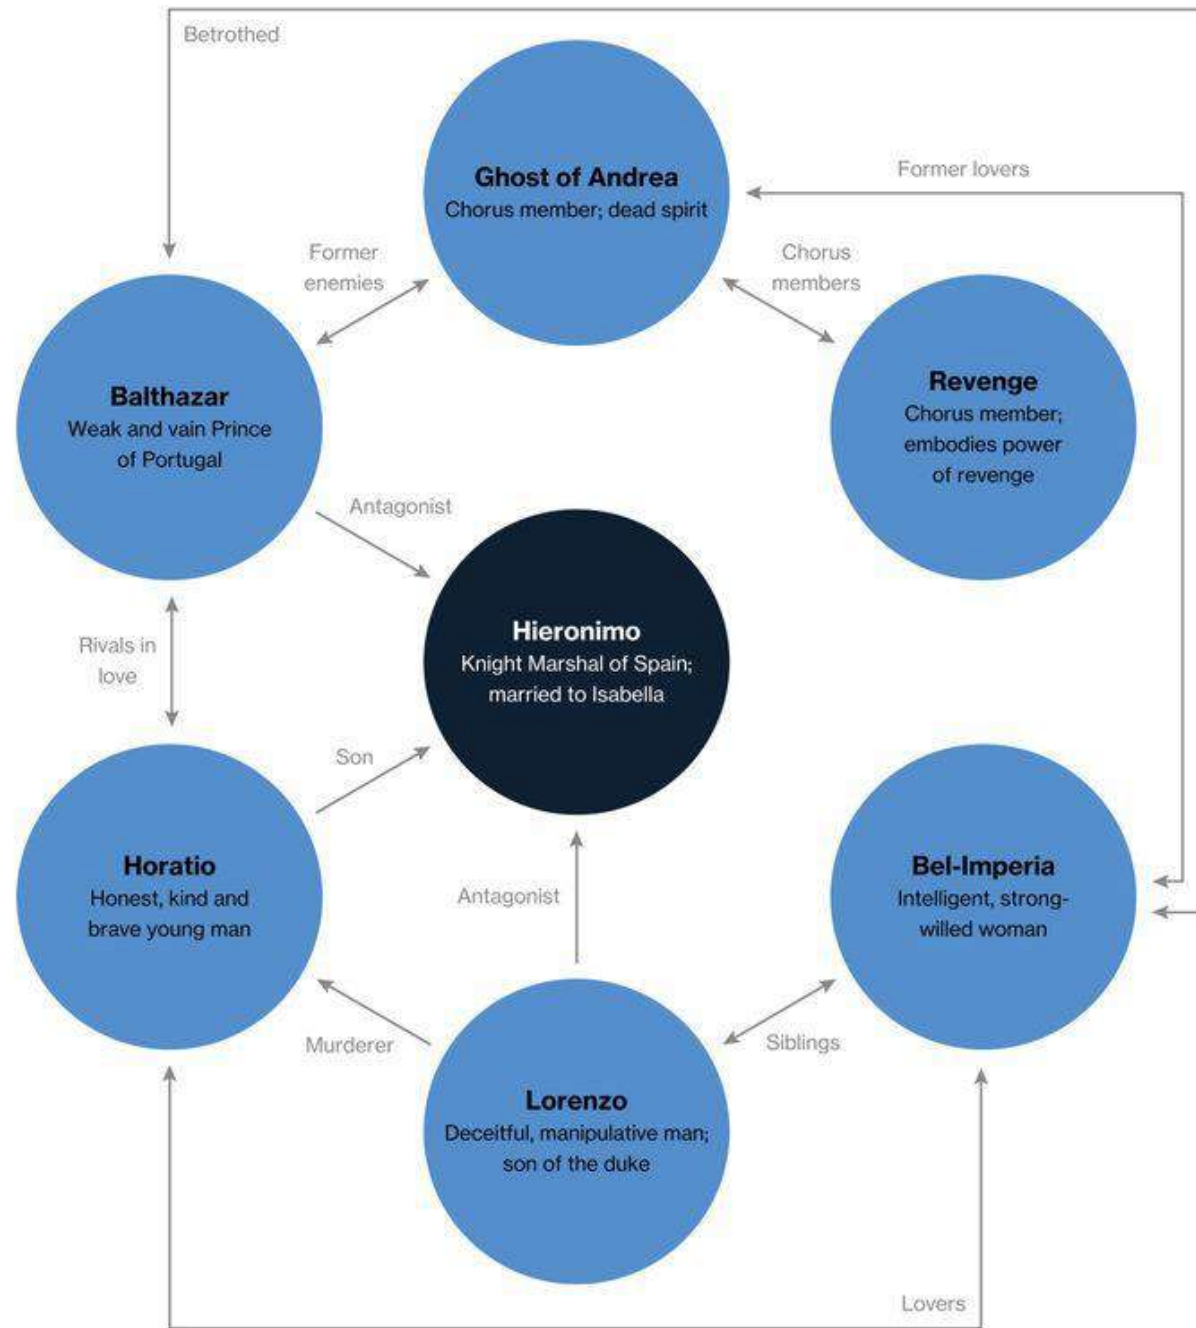 Betrothed
Ghost of Andrea
Chorus member; dead spirit
Former lovers
Former
enemies
Chorus
members
Balthazar
Weak and vain Prince
of Portugal
Revenge
Chorus member;
embodies power
of revenge
Antagonist
Hieronimo
Knight Marshal of Spain;
married to Isabella
Rivals in
love
Son
Horatio
Honest, kind and
brave young man
Antagonist
Bel-Imperia
Intelligent, strong-
willed woman
Murderer
Siblings
Lorenzo
Deceitful, manipulative man;
son of the duke
Lovers